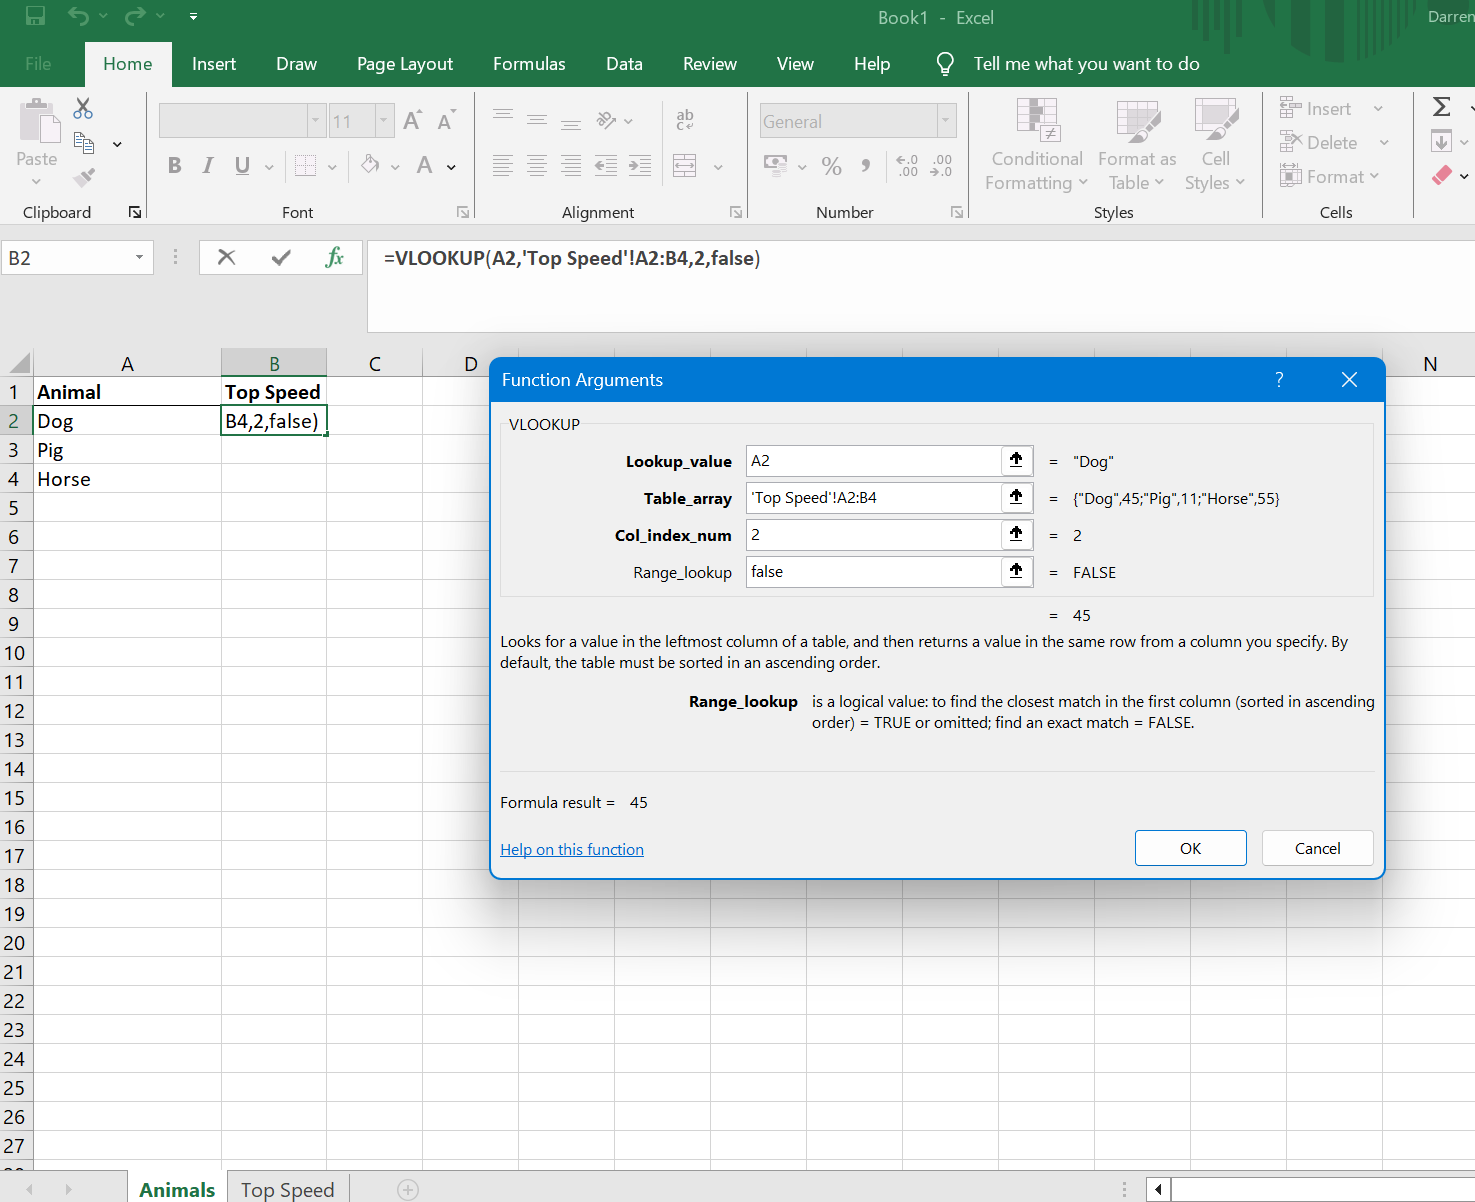 Book1 - Excel
Darren
File Home Insert Draw Page Layout Formulas Data Review View Help Tell me what you want to do
Paste
11 A A
ab
c
General
Conditional Formatting
Format as Table
Cell Styles
Insert
Delete
Format
Σ
B I U A
% , .0 .00 .00 .0
Clipboard Font Alignment Number Styles Cells
B2 fx =VLOOKUP(A2,'Top Speed'!A2:B4,2,false)
A B C D N
1 Animal Top Speed
2 Dog B4,2,false)
3 Pig
4 Horse
5
6
7
8
9
10
11
12
13
14
15
16
17
18
19
20
21
22
23
24
25
26
27
Function Arguments ?
VLOOKUP
Lookup_value A2 = "Dog"
Table_array 'Top Speed'!A2:B4 = {"Dog",45;"Pig",11;"Horse",55}
Col_index_num 2 = 2
Range_lookup false = FALSE
= 45
Looks for a value in the leftmost column of a table, and then returns a value in the same row from a column you specify. By
default, the table must be sorted in an ascending order.
Range_lookup is a logical value: to find the closest match in the first column (sorted in ascending
order) = TRUE or omitted; find an exact match = FALSE.
Formula result = 45
Help on this function
OK Cancel
Animals Top Speed